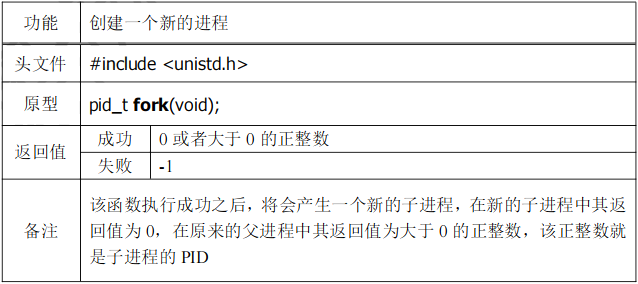 功能 创建一个新的进程
头文件 #include <unistd.h>
原型 pid_t fork(void);
返回值 成功 0 或者大于 0 的正整数
失败 -1
备注 该函数执行成功之后，将会产生一个新的子进程，在新的子进程中其返
回值为 0，在原来的父进程中其返回值为大于 0 的正整数，该正整数就
是子进程的 PID